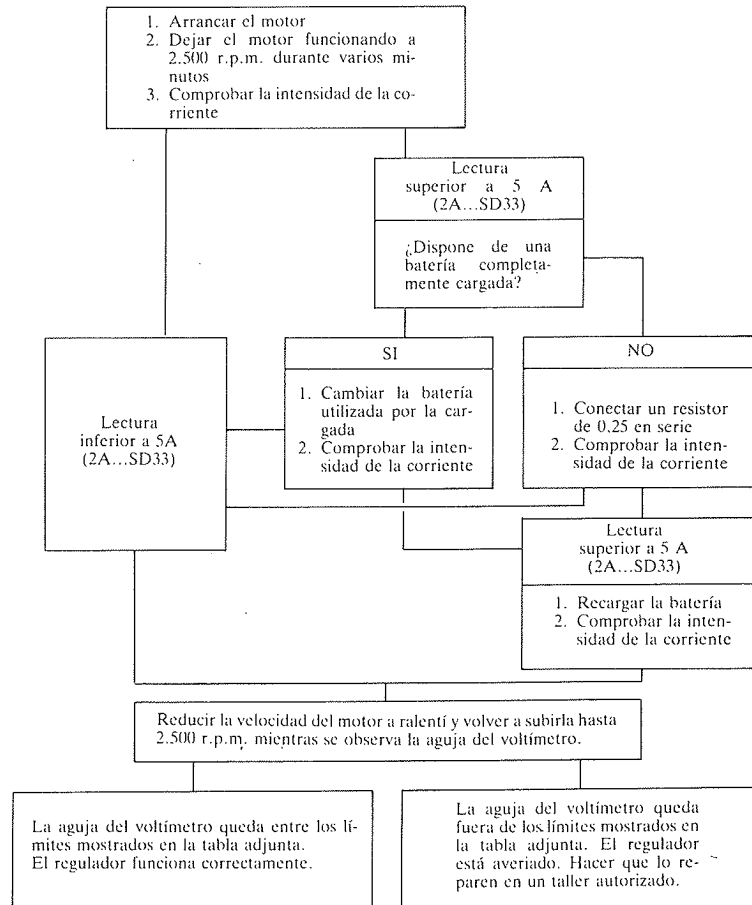 1. Arrancar el motor
2. Dejar el motor funcionando a
2.500 r.p.m. durante varios mi-
nutos
3. Comprobar la intensidad de la co-
rriente
Lectura
superior a 5 A
(2A...SD33)
¿Dispone de una
batería completa-
mente cargada?
Lectura
inferior a 5A
(2A...SD33)
SI
1. Cambiar la batería
utilizada por la car-
gada
2. Comprobar la inten-
sidad de la corriente
NO
1. Conectar un resistor
de 0,25 en serie
2. Comprobar la inten-
sidad de la corriente
Lectura
superior a 5 A
(2A...SD33)
1. Recargar la batería
2. Comprobar la inten-
sidad de la corriente
Reducir la velocidad del motor a ralentí y volver a subirla hasta
2.500 r.p.m. mientras se observa la aguja del voltímetro.
La aguja del voltímetro queda entre los lí-
mites mostrados en la tabla adjunta.
El regulador funciona correctamente.
La aguja del voltímetro queda
fuera de los límites mostrados en
la tabla adjunta. El regulador
está averiado. Hacer que lo re-
paren en un taller autorizado.